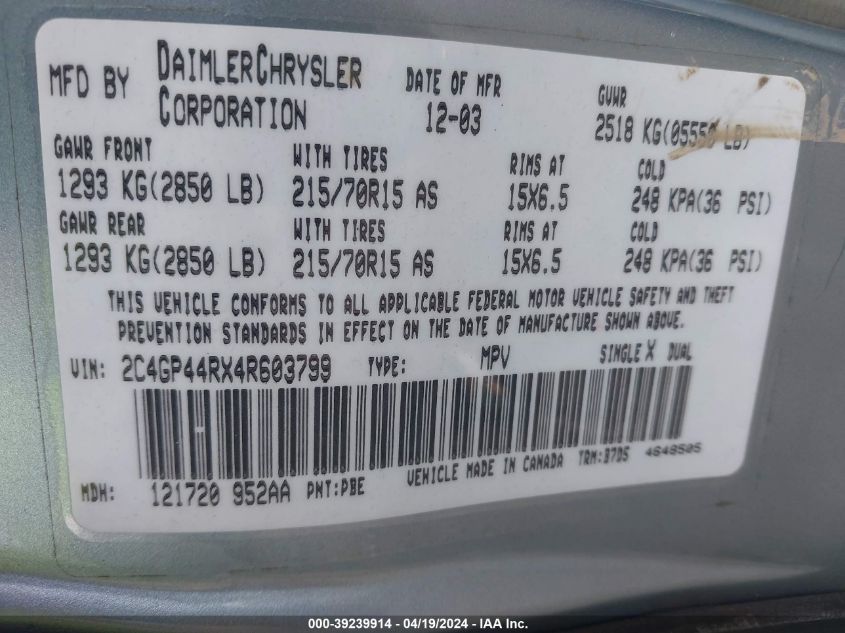 MFD BY DAIMLERCHRYSLER CORPORATION DATE OF MFR 12-03 GVWR 2518 KG(05550 LB)
GAWR FRONT WITH TIRES RIMS AT COLD
1293 KG(2850 LB) 215/70R15 AS 15X6.5 248 KPA(36 PSI)
GAWR REAR WITH TIRES RIMS AT COLD
1293 KG(2850 LB) 215/70R15 AS 15X6.5 248 KPA(36 PSI)
THIS VEHICLE CONFORMS TO ALL APPLICABLE FEDERAL MOTOR VEHICLE SAFETY AND THEFT
PREVENTION STANDARDS IN EFFECT ON THE DATE OF MANUFACTURE SHOWN ABOVE.
VIN: 2C4GP44RX4R603799 TYPE: MPV SINGLE X DUAL
MDH: 121720 952AA PNT:PBE VEHICLE MADE IN CANADA TRM:B7D5 4648505
000-39239914 - 04/19/2024 - IAA Inc.